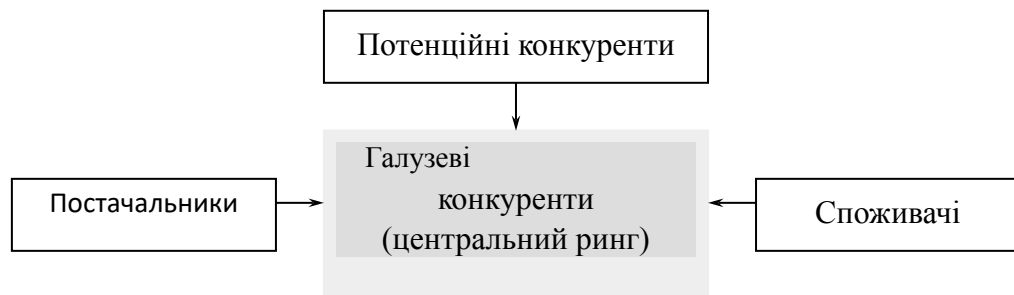 Потенційні конкуренти
Галузеві
конкуренти
(центральний ринг)
Постачальники
Споживачі